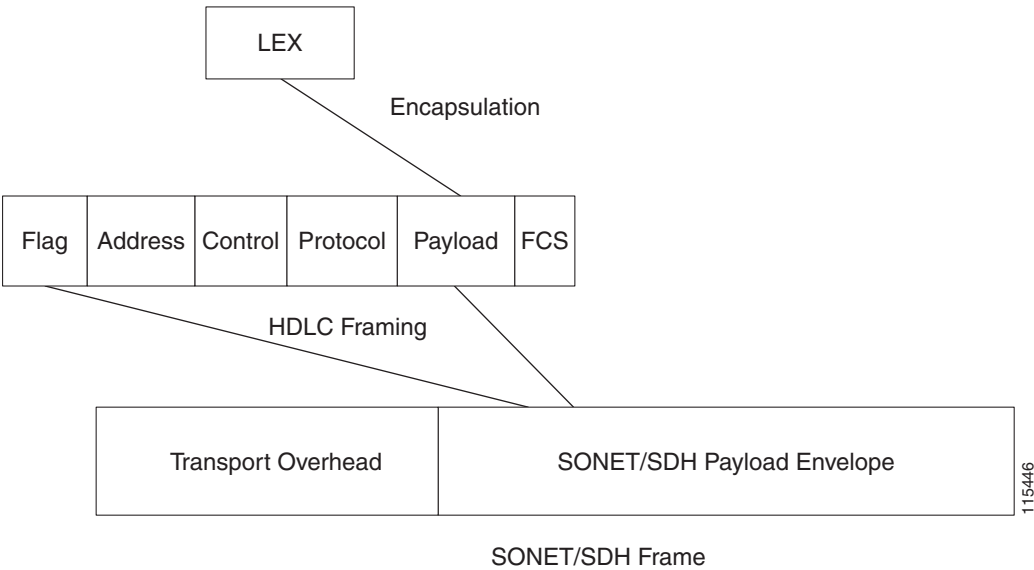 LEX
Encapsulation
Flag Address Control Protocol Payload FCS
HDLC Framing
Transport Overhead SONET/SDH Payload Envelope
115446
SONET/SDH Frame